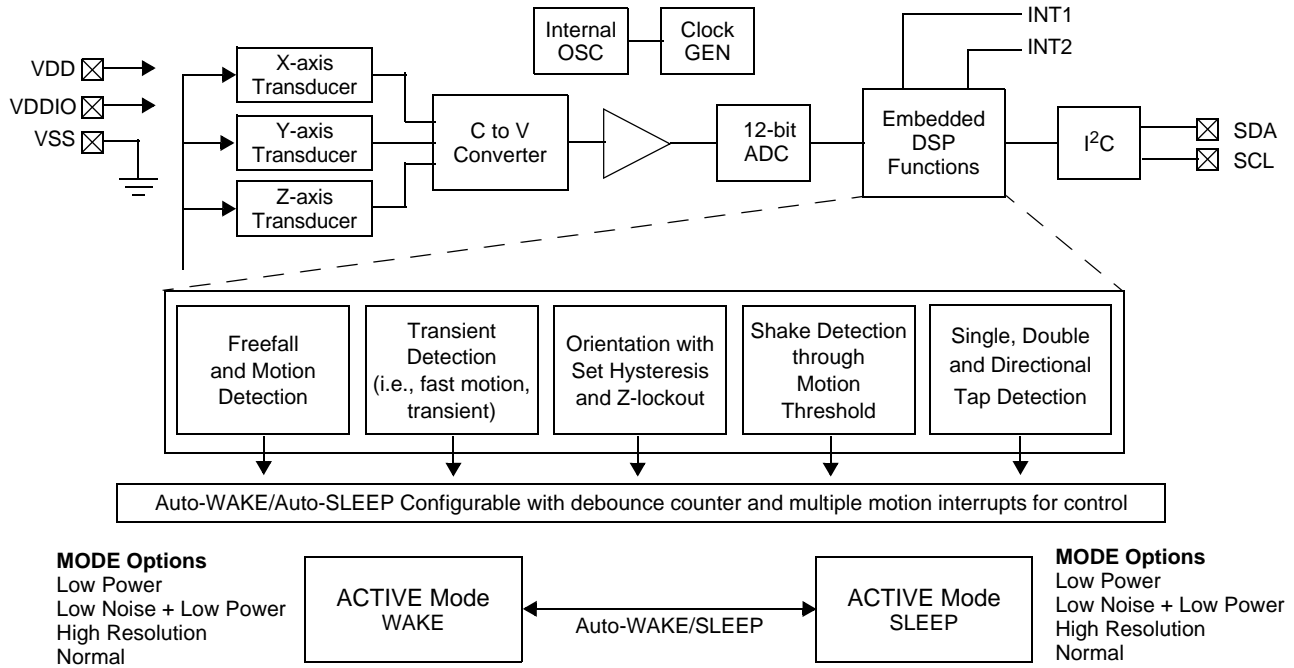 INT1
INT2
Internal
OSC
Clock
GEN
VDD
VDDIO
VSS
X-axis
Transducer
Y-axis
Transducer
Z-axis
Transducer
C to V
Converter
12-bit
ADC
Embedded
DSP
Functions
I²C
SDA
SCL
Freefall
and Motion
Detection
Transient
Detection
(i.e., fast motion,
transient)
Orientation with
Set Hysteresis
and Z-lockout
Shake Detection
through
Motion
Threshold
Single, Double
and Directional
Tap Detection
Auto-WAKE/Auto-SLEEP Configurable with debounce counter and multiple motion interrupts for control
MODE Options
Low Power
Low Noise + Low Power
High Resolution
Normal
ACTIVE Mode
WAKE
Auto-WAKE/SLEEP
ACTIVE Mode
SLEEP
MODE Options
Low Power
Low Noise + Low Power
High Resolution
Normal